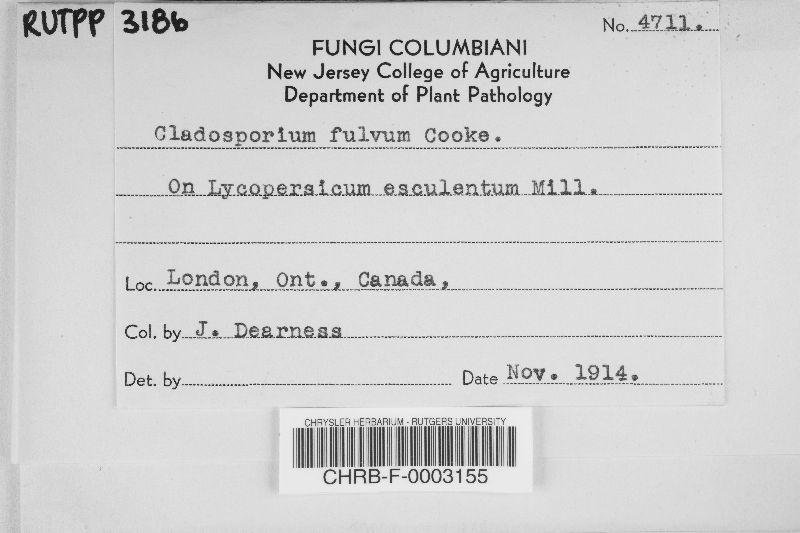 RUTPP 3186
No. 4711.
FUNGI COLUMBIANI
New Jersey College of Agriculture
Department of Plant Pathology
Cladosporium fulvum Cooke.
On Lycopersicum esculentum Mill.
Loc. London, Ont., Canada,
Col. by J. Dearness
Det. by
Date Nov. 1914.
CHRYSLER HERBARIUM - RUTGERS UNIVERSITY
CHRB-F-0003155